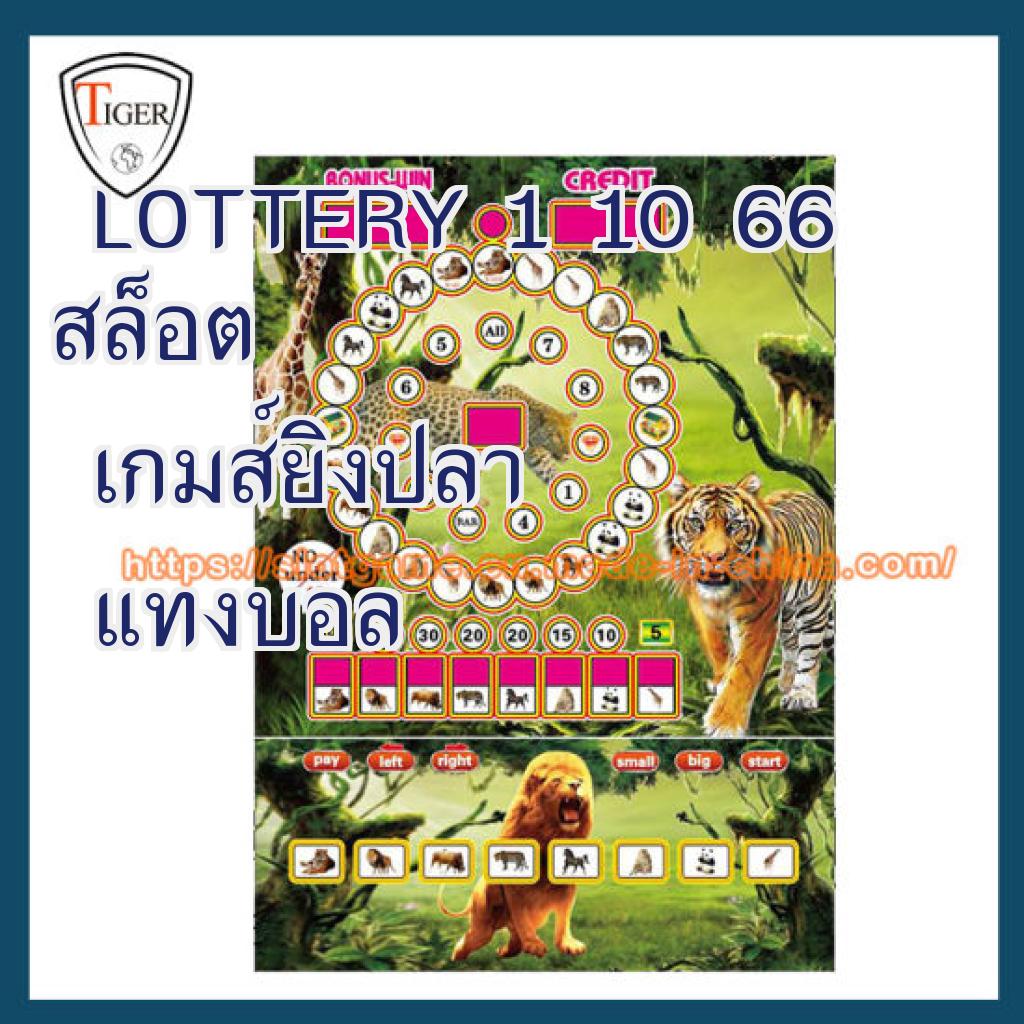 TIGER
BONUS-WIN CREDIT
LOTTERY 1 10 66
สล็อต
5 All 7
6 8
เกมส์ยิงปลา
1
BAR 4
แทงบอล
30 20 20 15 10 5
pay left right small big start